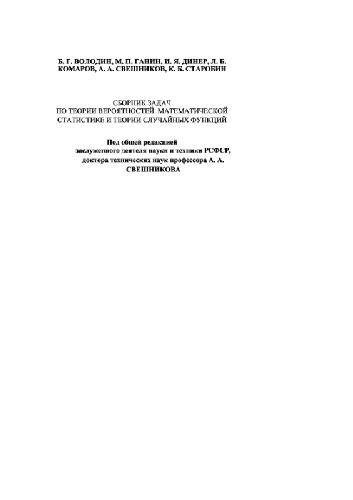 Б. Г. ВОЛОДИН, М. П. ГАНИН, И. Я. ДИНЕР, Л. Б.
КОМАРОВ, А. А. СВЕШНИКОВ, К. Б. СТАРОБИН
СБОРНИК ЗАДАЧ
ПО ТЕОРИИ ВЕРОЯТНОСТЕЙ МАТЕМАТИЧЕСКОЙ
СТАТИСТИКЕ И ТЕОРИИ СЛУЧАЙНЫХ ФУНКЦИЙ
Под общей редакцией
заслуженного деятеля науки и техники РСФСР,
доктора технических наук профессора А. А.
СВЕШНИКОВА